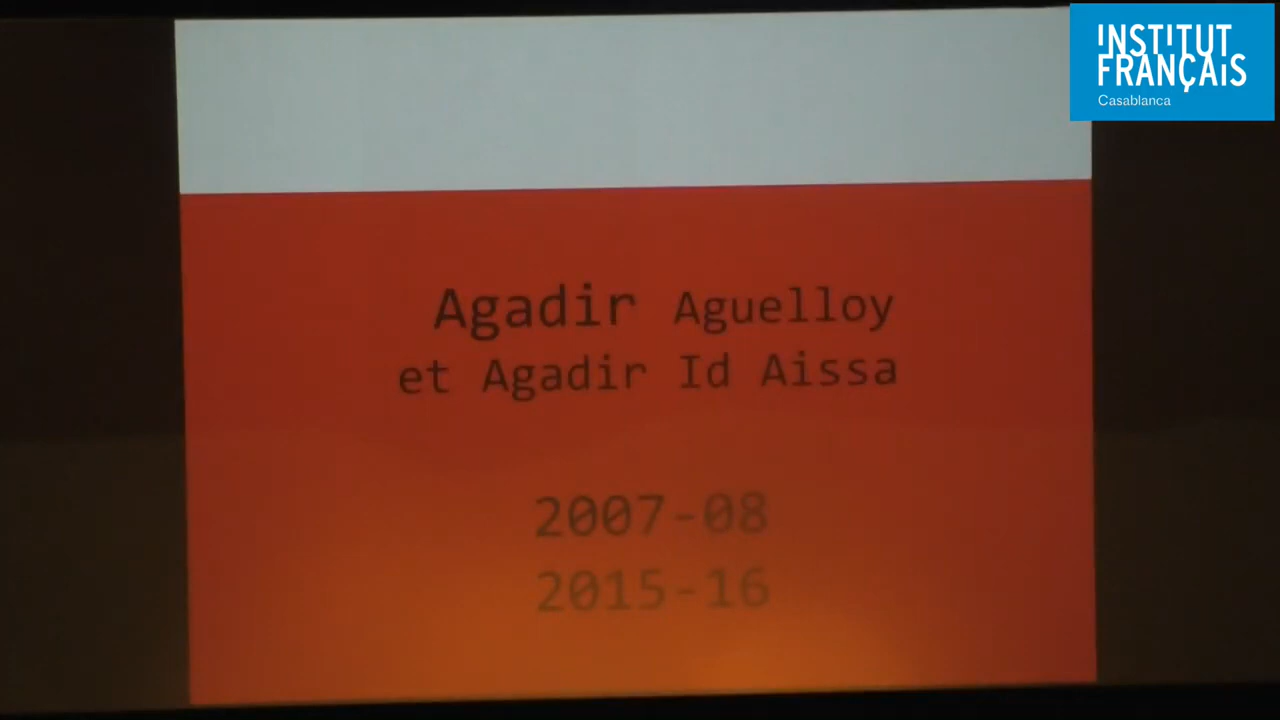 INSTITUT
FRANÇAIS
Casablanca
Agadir Aguelloy
et Agadir Id Aissa
2007-08
2015-16